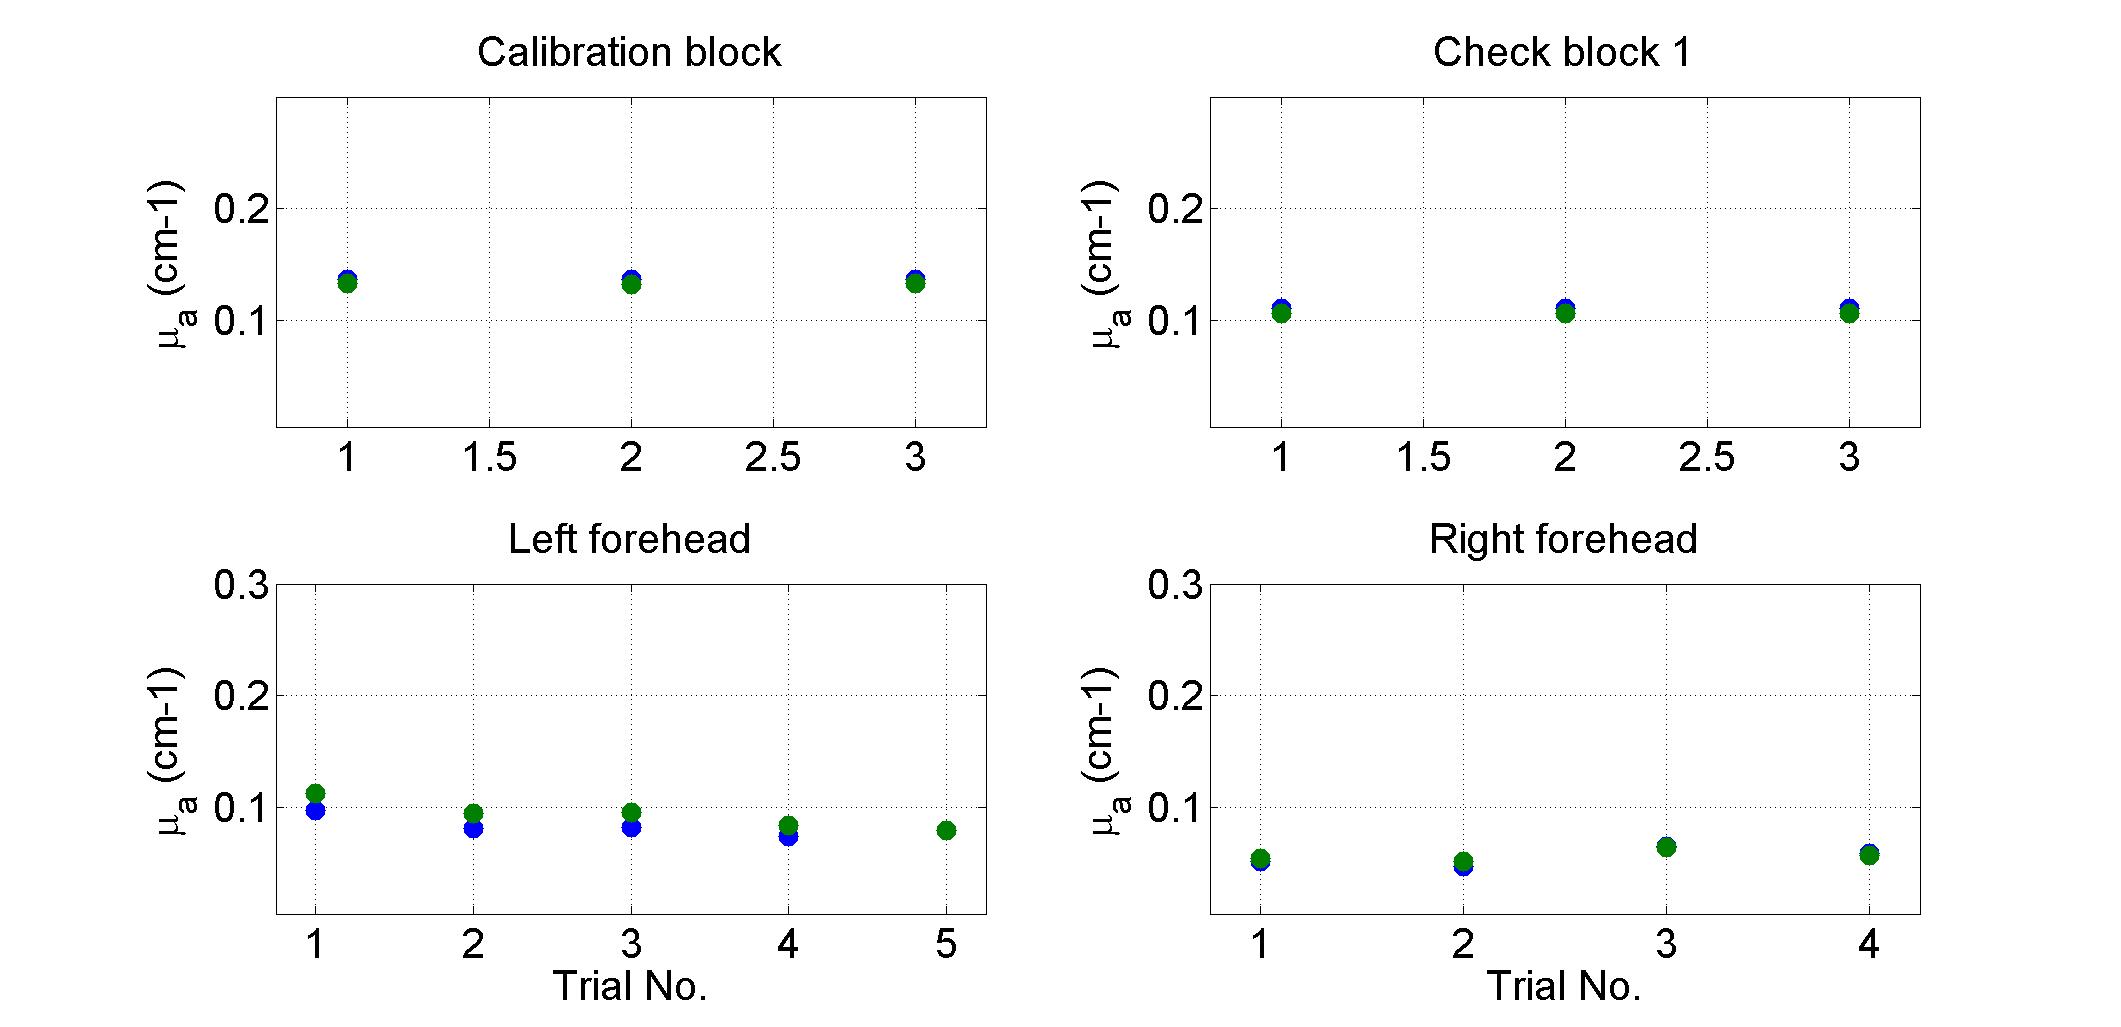 Calibration block
μa (cm-1)
0.2
0.1
1 1.5 2 2.5 3
Check block 1
μa (cm-1)
0.2
0.1
1 1.5 2 2.5 3
Left forehead
μa (cm-1)
0.3
0.2
0.1
1 2 3 4 5
Trial No.
Right forehead
μa (cm-1)
0.3
0.2
0.1
1 2 3 4
Trial No.